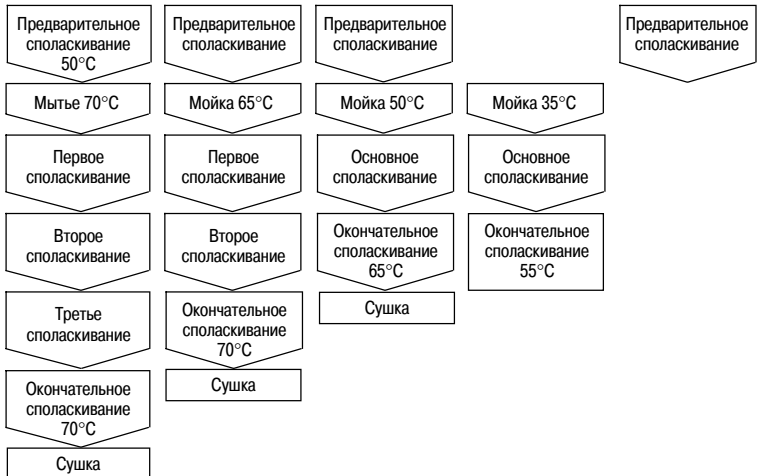 Предварительное
споласкивание
50°C
Мытье 70°C
Первое
споласкивание
Второе
споласкивание
Третье
споласкивание
Окончательное
споласкивание
70°C
Сушка
Предварительное
споласкивание
Мойка 65°C
Первое
споласкивание
Второе
споласкивание
Окончательное
споласкивание
70°C
Сушка
Предварительное
споласкивание
Мойка 50°C
Основное
споласкивание
Окончательное
споласкивание
65°C
Сушка
Мойка 35°C
Основное
споласкивание
Окончательное
споласкивание
55°C
Предварительное
споласкивание